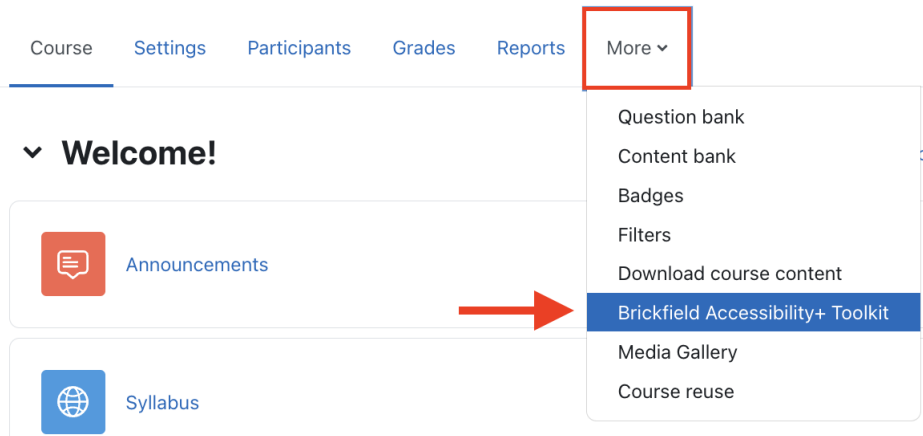 Course Settings Participants Grades Reports More
Welcome!
Announcements
Syllabus
Question bank
Content bank
Badges
Filters
Download course content
Brickfield Accessibility+ Toolkit
Media Gallery
Course reuse